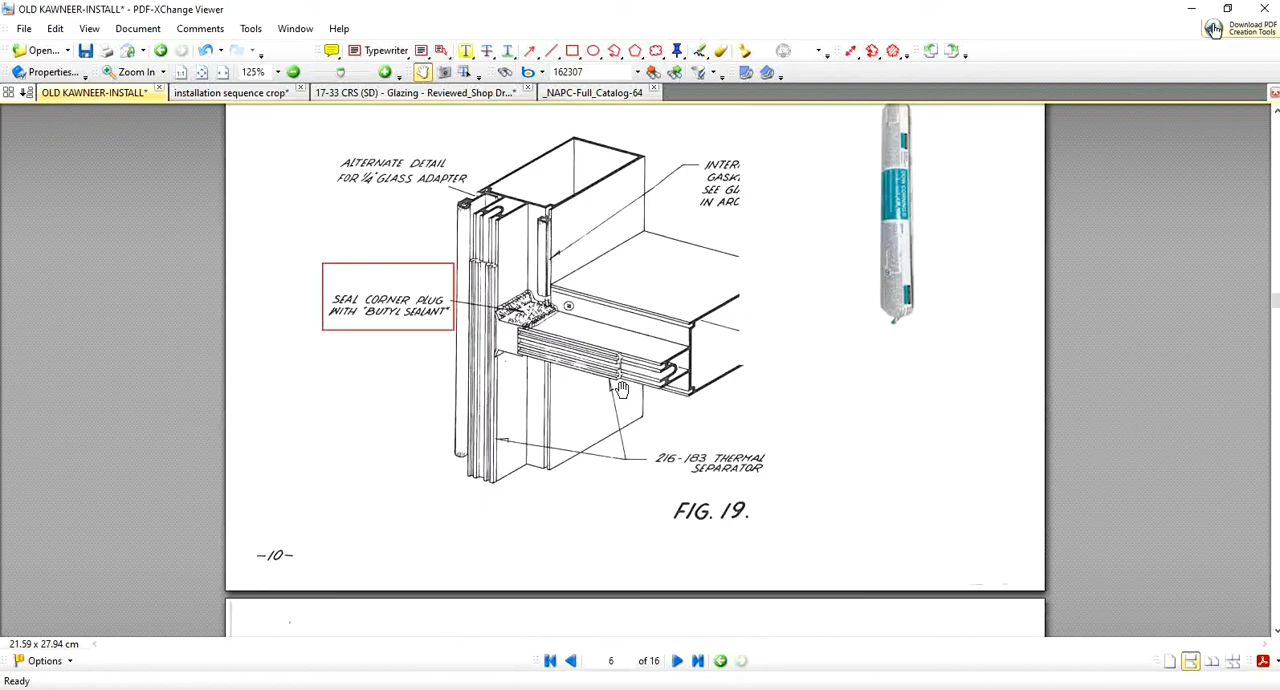 OLD KAWNEER-INSTALL* - PDF-XChange Viewer
File Edit View Document Comments Tools Window Help
Download PDF
Creation Tools
Open... Typewriter
Properties... Zoom In 125% 162307
OLD KAWNEER-INSTALL* installation sequence crop* 17-33 CRS (SD) - Glazing - Reviewed_Shop Dr...* _NAPC-Full_Catalog-64
ALTERNATE DETAIL
FOR 1/4" GLASS ADAPTER
INTER
GASK
SEE GL
IN ARC
SEAL CORNER PLUG
WITH "BUTYL SEALANT"
216-183 THERMAL
SEPARATOR
FIG. 19.
-10-
21.59 x 27.94 cm
Options 6 of 16
Ready